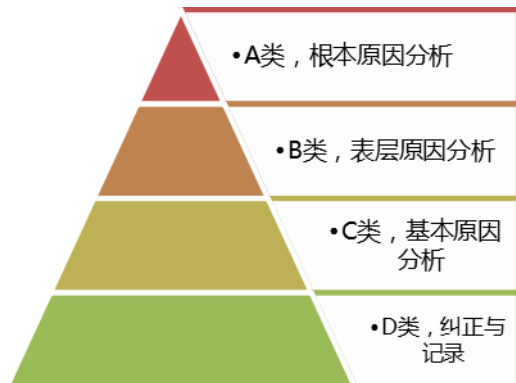 •A类，根本原因分析
•B类，表层原因分析
•C类，基本原因
分析
•D类，纠正与
记录